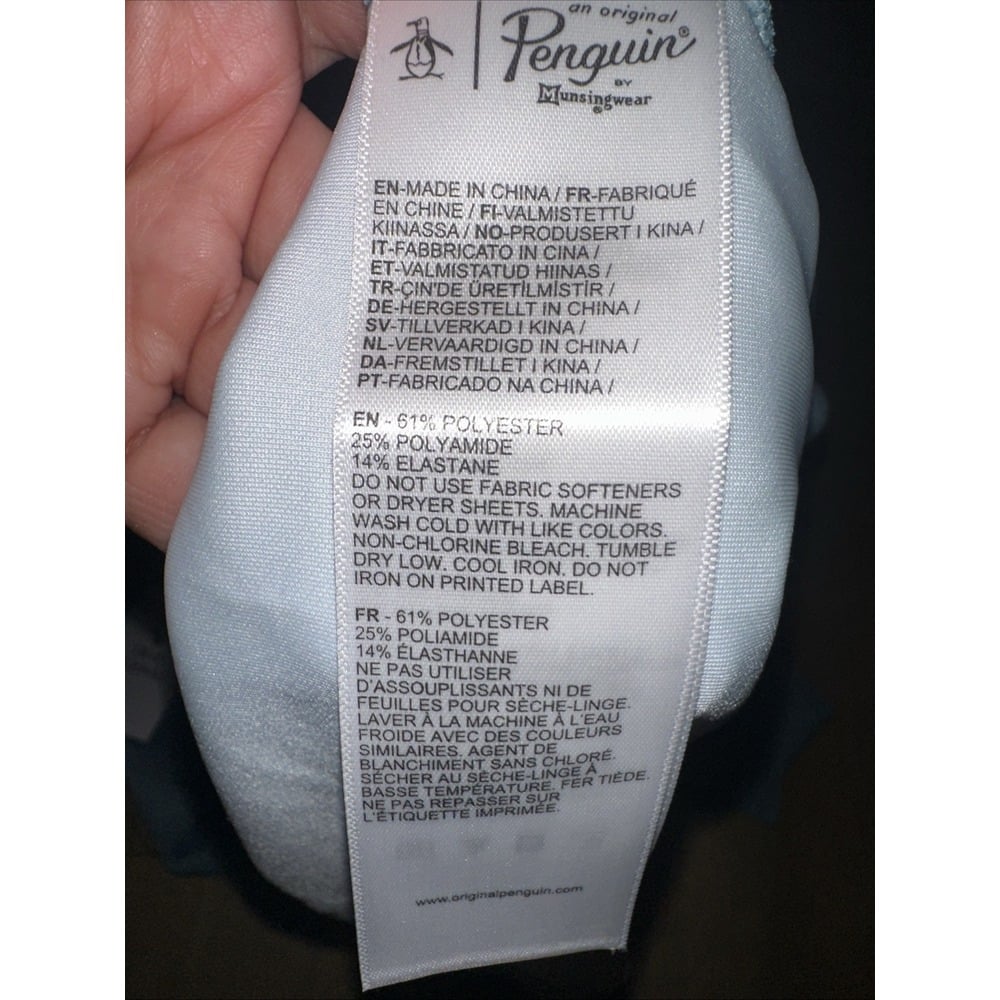 an original
Penguin®
BY
Munsingwear
®
EN-MADE IN CHINA / FR-FABRIQUÉ
EN CHINE / FI-VALMISTETTU
KIINASSA / NO-PRODUSERT I KINA /
IT-FABBRICATO IN CINA /
ET-VALMISTATUD HIINAS /
TR-ÇIN'DE ÜRETİLMİSTİR /
DE-HERGESTELLT IN CHINA /
SV-TILLVERKAD I KINA /
NL-VERVAARDIGD IN CHINA /
DA-FREMSTILLET I KINA /
PT-FABRICADO NA CHINA /
EN - 61% POLYESTER
25% POLYAMIDE
14% ELASTANE
DO NOT USE FABRIC SOFTENERS
OR DRYER SHEETS. MACHINE
WASH COLD WITH LIKE COLORS.
NON-CHLORINE BLEACH. TUMBLE
DRY LOW. COOL IRON. DO NOT
IRON ON PRINTED LABEL.
FR - 61% POLYESTER
25% POLIAMIDE
14% ÉLASTHANNE
NE PAS UTILISER
D'ASSOUPLISSANTS NI DE
FEUILLES POUR SÈCHE-LINGE.
LAVER À LA MACHINE À L'EAU
FROIDE AVEC DES COULEURS
SIMILAIRES. AGENT DE
BLANCHIMENT SANS CHLORÉ.
SÉCHER AU SÈCHE-LINGE À
BASSE TEMPÉRATURE. FER TIÈDE.
NE PAS REPASSER SUR
L'ÉTIQUETTE IMPRIMÉE.
www.originalpenguin.com